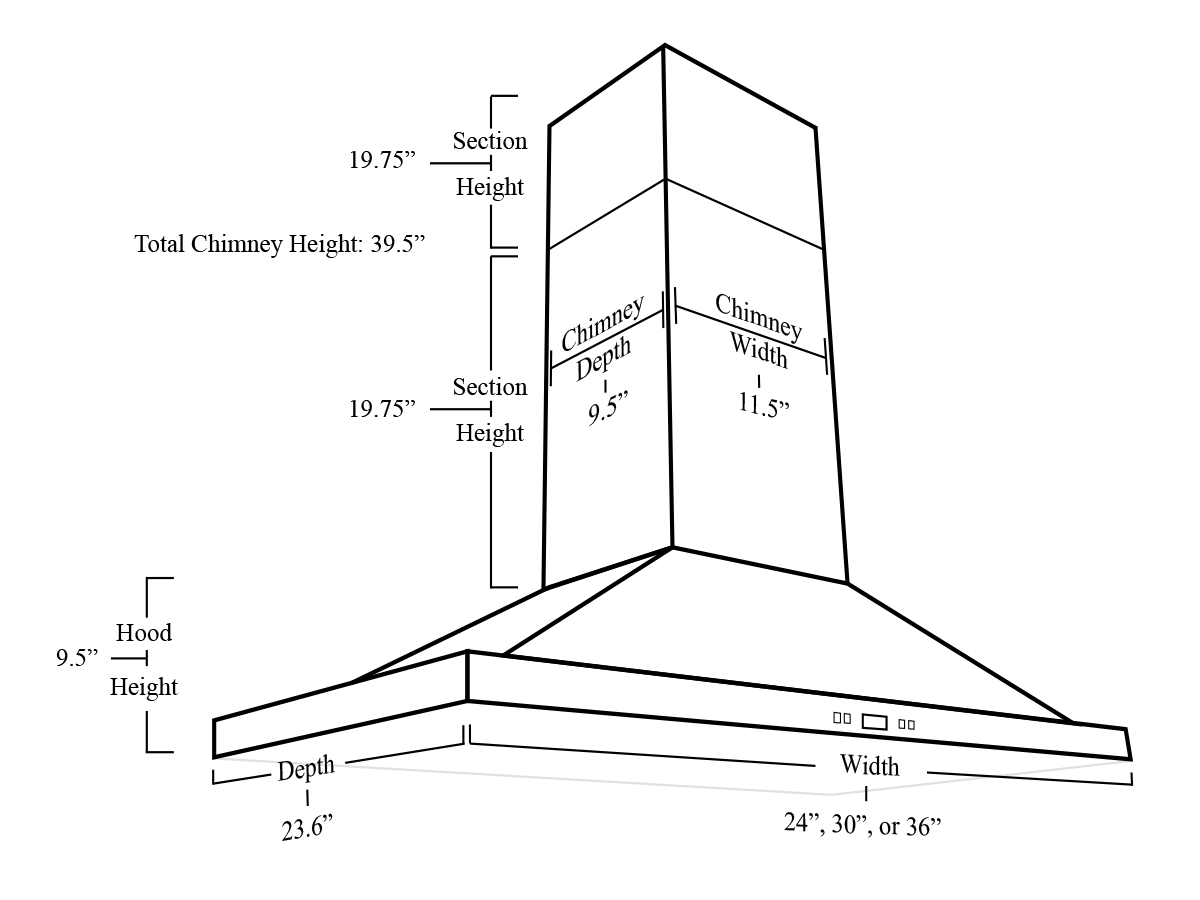 Section
19.75”
Height
Total Chimney Height: 39.5”
Chimney
Depth
9.5”
Chimney
Width
11.5”
Section
19.75”
Height
Hood
9.5”
Height
Depth
23.6”
Width
24”, 30”, or 36”